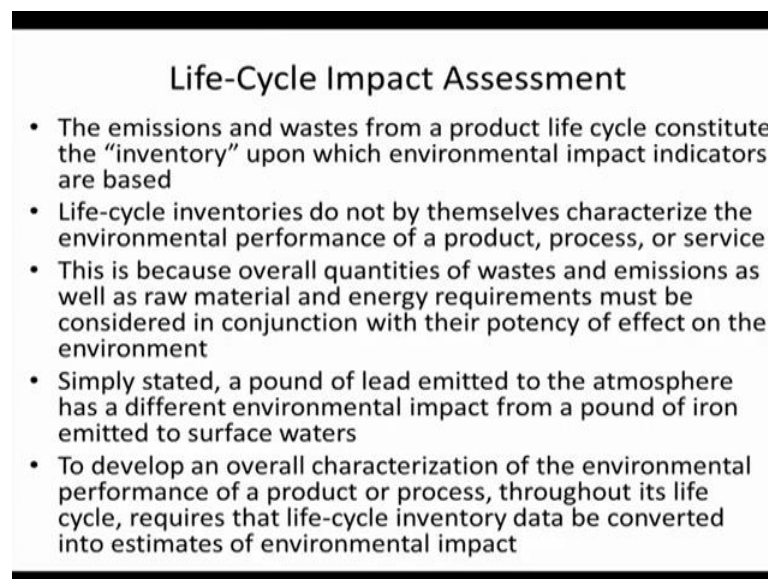 Life-Cycle Impact Assessment
• The emissions and wastes from a product life cycle constitute
the “inventory” upon which environmental impact indicators
are based
• Life-cycle inventories do not by themselves characterize the
environmental performance of a product, process, or service
• This is because overall quantities of wastes and emissions as
well as raw material and energy requirements must be
considered in conjunction with their potency of effect on the
environment
• Simply stated, a pound of lead emitted to the atmosphere
has a different environmental impact from a pound of iron
emitted to surface waters
• To develop an overall characterization of the environmental
performance of a product or process, throughout its life
cycle, requires that life-cycle inventory data be converted
into estimates of environmental impact